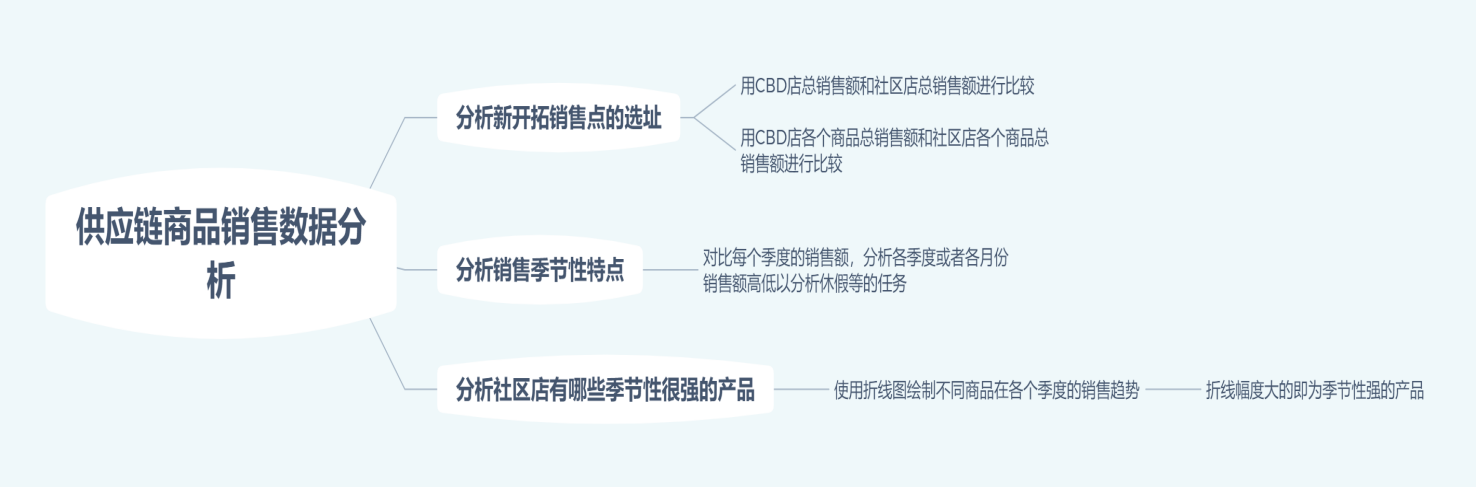 供应链商品销售数据分
析
分析新开拓销售点的选址
用CBD店总销售额和社区店总销售额进行比较
用CBD店各个商品总销售额和社区店各个商品总
销售额进行比较
分析销售季节性特点
对比每个季度的销售额，分析各季度或者各月份
销售额高低以分析休假等的任务
分析社区店有哪些季节性很强的产品
使用折线图绘制不同商品在各个季度的销售趋势
折线幅度大的即为季节性强的产品